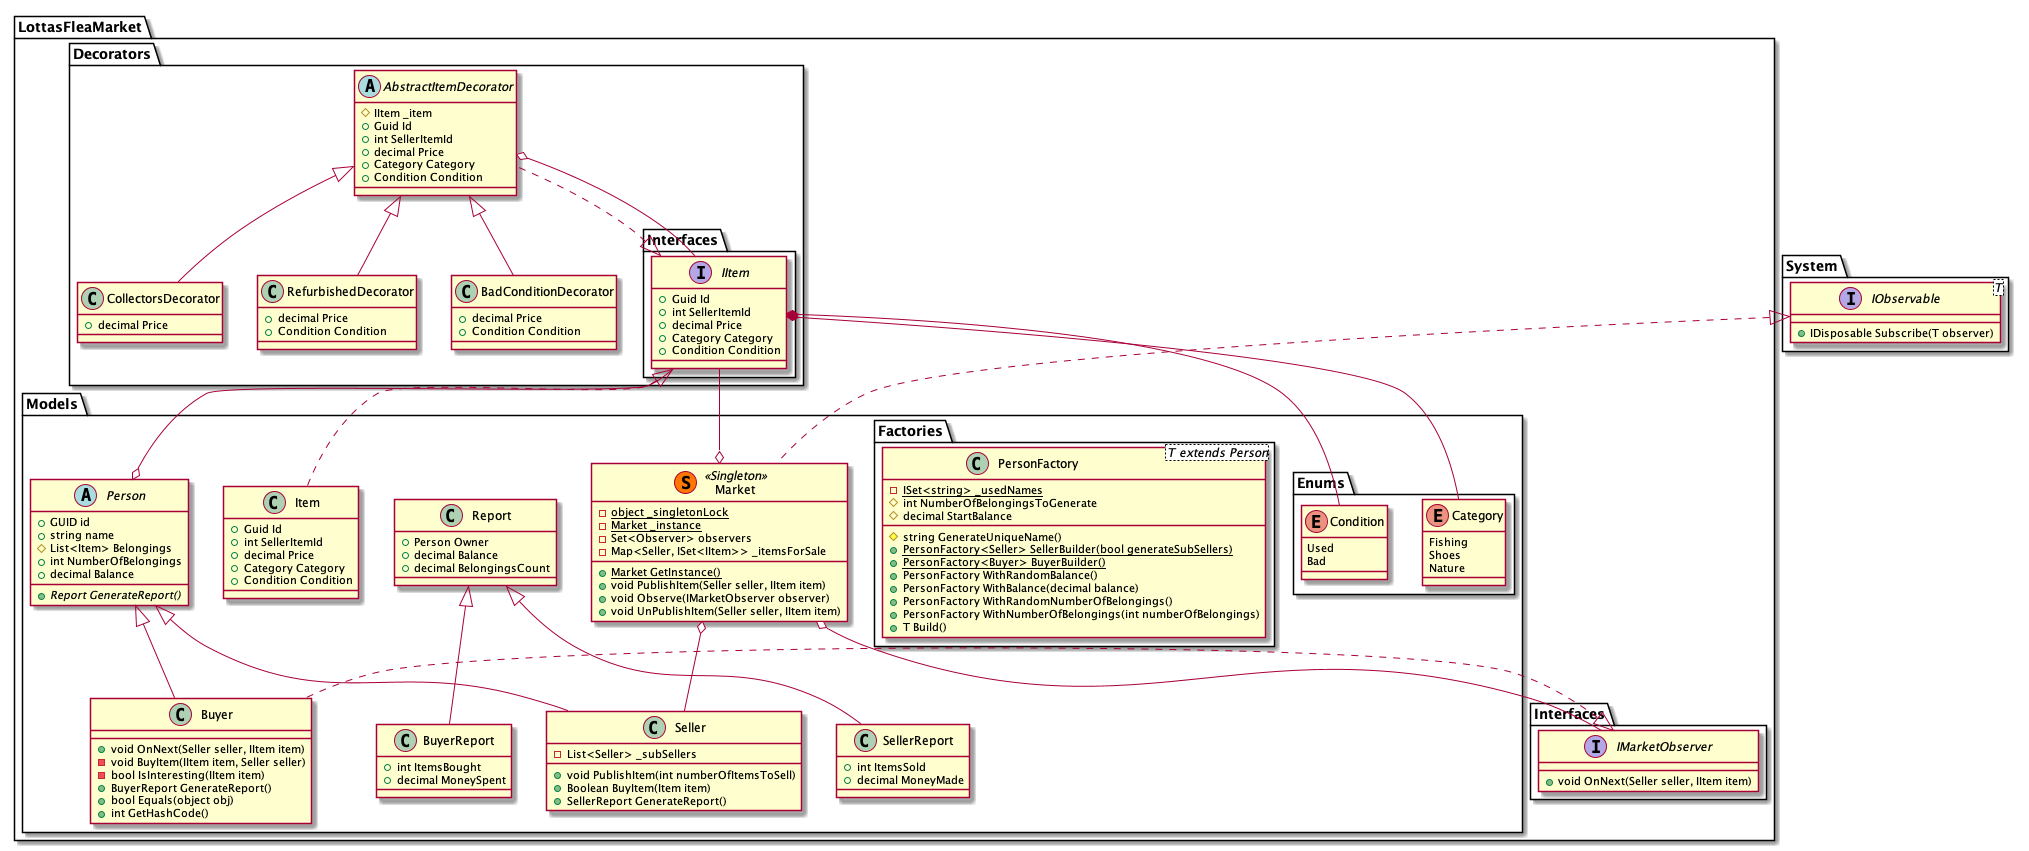 LottasFleaMarket
Decorators
A AbstractItemDecorator
IItem _item
Guid Id
int SellerItemId
decimal Price
Category Category
Condition Condition
C CollectorsDecorator
decimal Price
C RefurbishedDecorator
decimal Price
Condition Condition
C BadConditionDecorator
decimal Price
Condition Condition
Interfaces
I IItem
Guid Id
int SellerItemId
decimal Price
Category Category
Condition Condition
System
I IObservable
T
IDisposable Subscribe(T observer)
Models
A Person
GUID id
string name
List<Item> Belongings
int NumberOfBelongings
decimal Balance
Report GenerateReport()
C Item
Guid Id
int SellerItemId
decimal Price
Category Category
Condition Condition
C Report
Person Owner
decimal Balance
decimal BelongingsCount
S «Singleton»
Market
object _singletonLock
Market _instance
Set<Observer> observers
Map<Seller, ISet<IItem>> _itemsForSale
Market GetInstance()
void PublishItem(Seller seller, IItem item)
void Observe(IMarketObserver observer)
void UnPublishItem(Seller seller, IItem item)
Factories
C PersonFactory
T extends Person
ISet<string> _usedNames
int NumberOfBelongingsToGenerate
decimal StartBalance
string GenerateUniqueName()
PersonFactory<Seller> SellerBuilder(bool generateSubSellers)
PersonFactory<Buyer> BuyerBuilder()
PersonFactory WithRandomBalance()
PersonFactory WithBalance(decimal balance)
PersonFactory WithRandomNumberOfBelongings()
PersonFactory WithNumberOfBelongings(int numberOfBelongings)
T Build()
Enums
E Condition
Used
Bad
E Category
Fishing
Shoes
Nature
C Buyer
void OnNext(Seller seller, IItem item)
void BuyItem(IItem item, Seller seller)
bool IsInteresting(IItem item)
BuyerReport GenerateReport()
bool Equals(object obj)
int GetHashCode()
C BuyerReport
int ItemsBought
decimal MoneySpent
C Seller
List<Seller> _subSellers
void PublishItem(int numberOfItemsToSell)
Boolean BuyItem(Item item)
SellerReport GenerateReport()
C SellerReport
int ItemsSold
decimal MoneyMade
Interfaces
I IMarketObserver
void OnNext(Seller seller, IItem item)